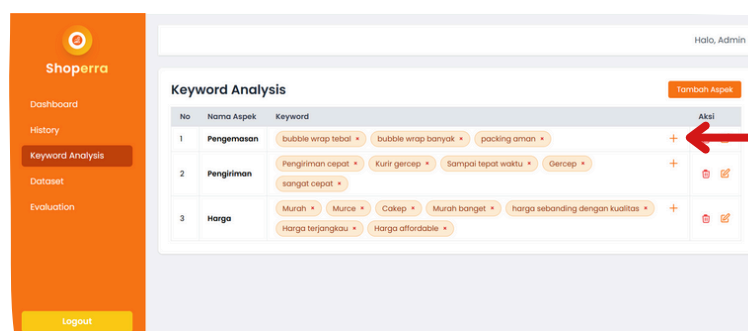 Shoperra
Halo, Admin
Dashboard
History
Keyword Analysis
Dataset
Evaluation
Logout
Keyword Analysis
Tambah Aspek
No Nama Aspek Keyword Aksi
1 Pengemasan bubble wrap tebal × bubble wrap banyak × packing aman × +
2 Pengiriman Pengiriman cepat × Kurir gercep × Sampai tepat waktu × Gercep × +
sangat cepat ×
3 Harga Murah × Murce × Cakep × Murah banget × harga sebanding dengan kualitas × +
Harga terjangkau × Harga affordable ×